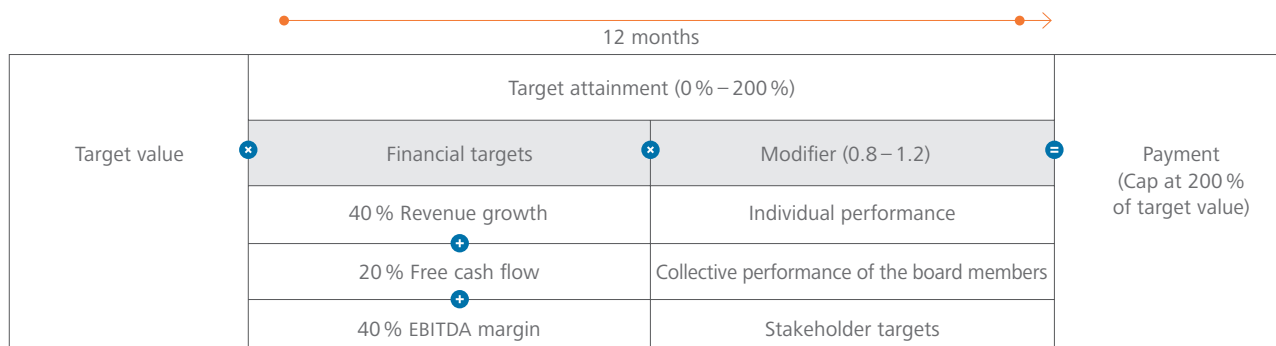 12 months
Target attainment (0 % – 200 %)
Target value × Financial targets × Modifier (0.8 – 1.2) = Payment
(Cap at 200 %
of target value)
40 % Revenue growth
Individual performance
+
20 % Free cash flow
Collective performance of the board members
+
40 % EBITDA margin
Stakeholder targets